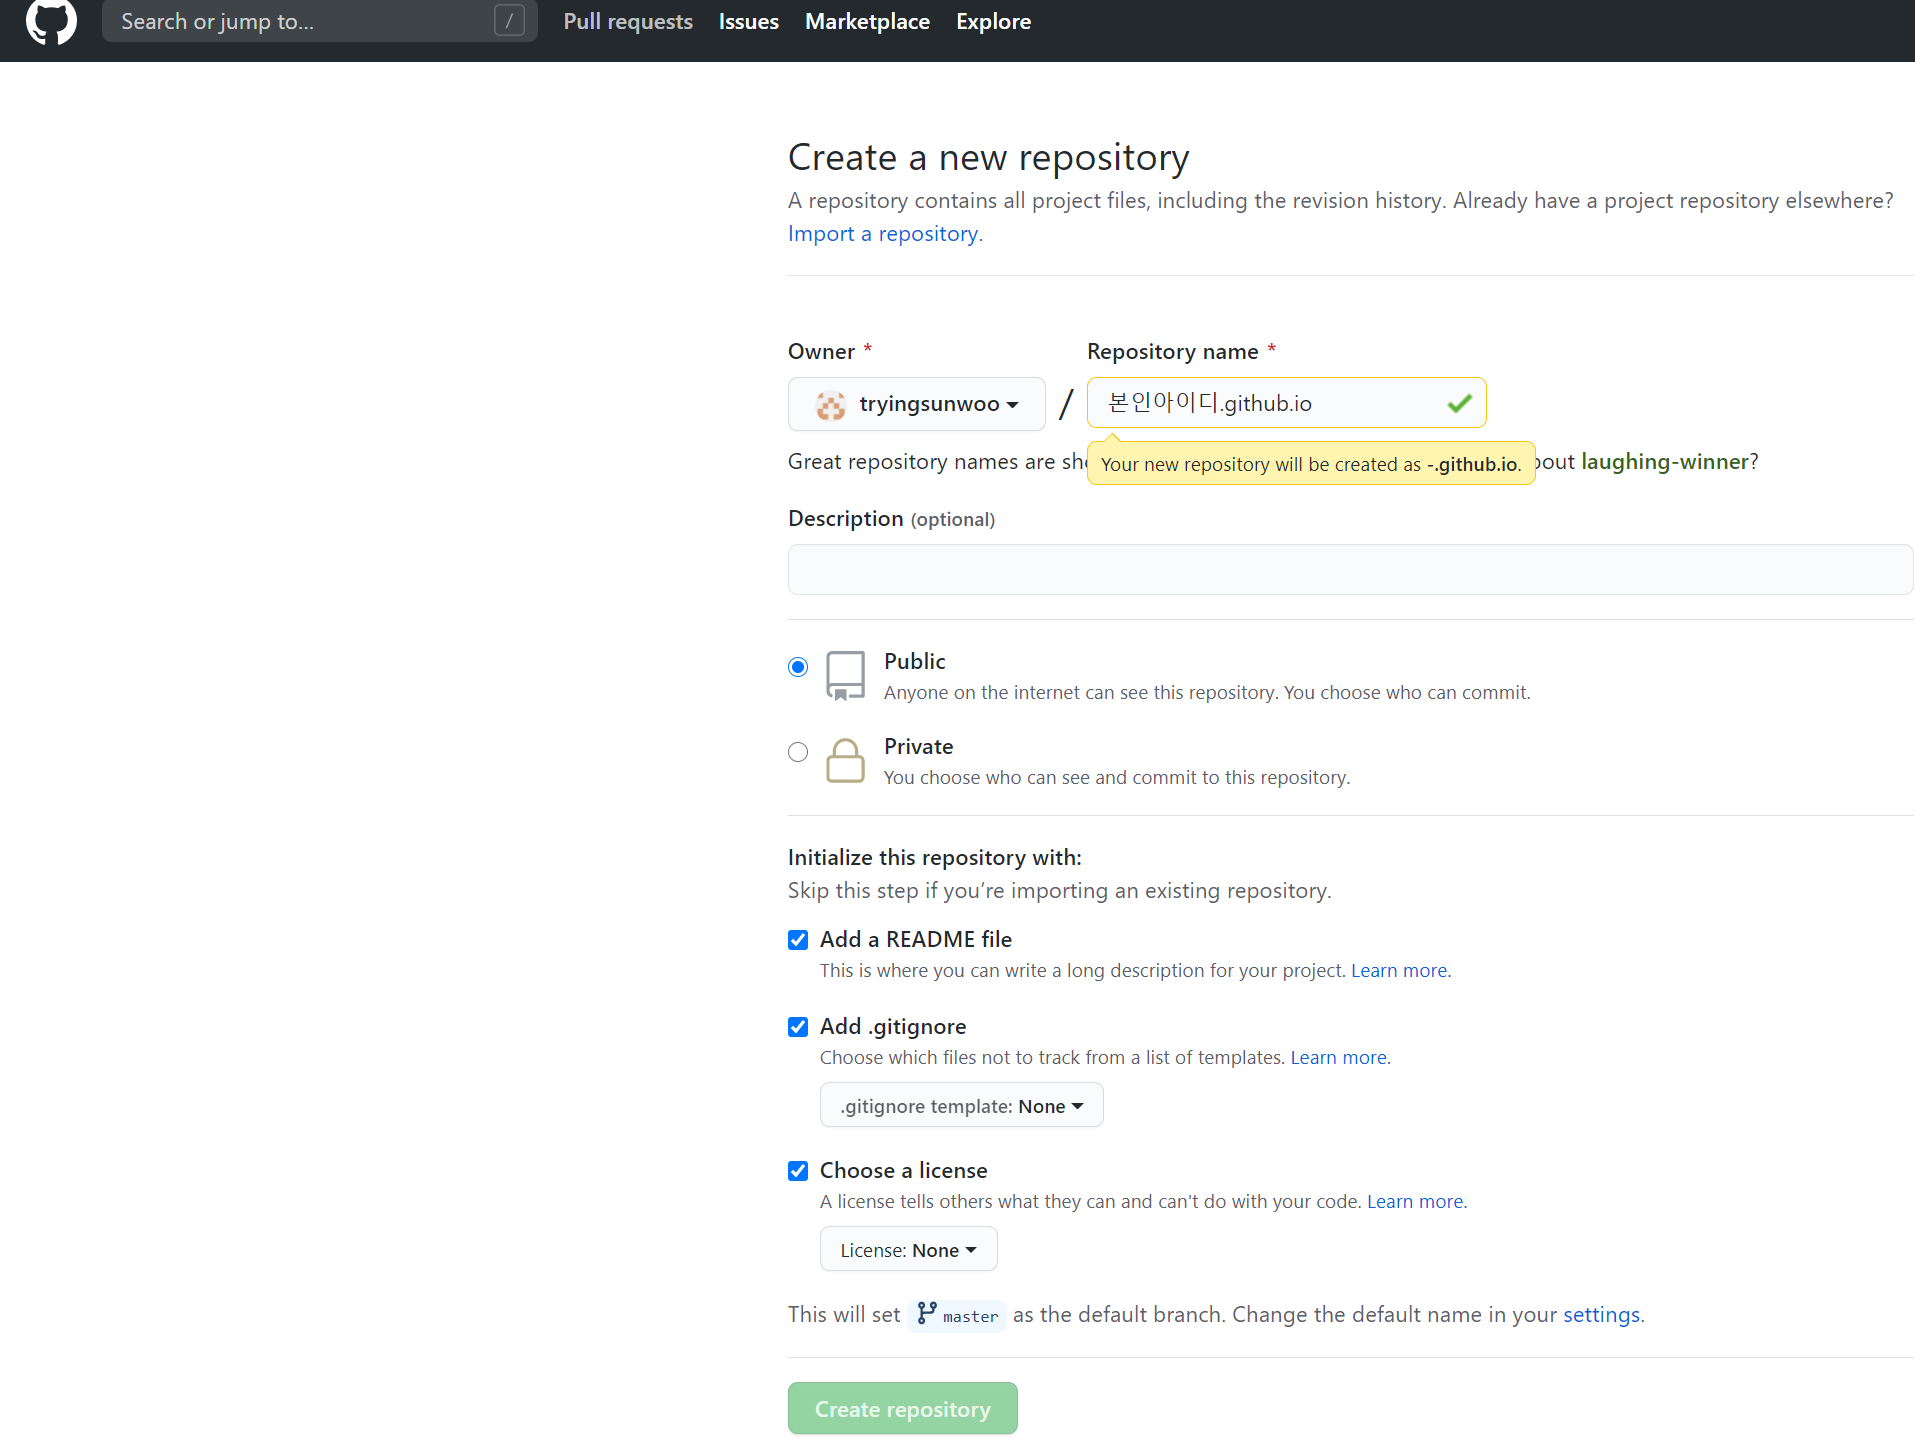 Search or jump to... /
Pull requests Issues Marketplace Explore
Create a new repository
A repository contains all project files, including the revision history. Already have a project repository elsewhere?
Import a repository.
Owner *
Repository name *
tryingsunwoo / 본인아이디.github.io
Great repository names are sh
Your new repository will be created as -.github.io.
bout laughing-winner?
Description (optional)
Public
Anyone on the internet can see this repository. You choose who can commit.
Private
You choose who can see and commit to this repository.
Initialize this repository with:
Skip this step if you’re importing an existing repository.
Add a README file
This is where you can write a long description for your project. Learn more.
Add .gitignore
Choose which files not to track from a list of templates. Learn more.
.gitignore template: None
Choose a license
A license tells others what they can and can't do with your code. Learn more.
License: None
This will set master as the default branch. Change the default name in your settings.
Create repository